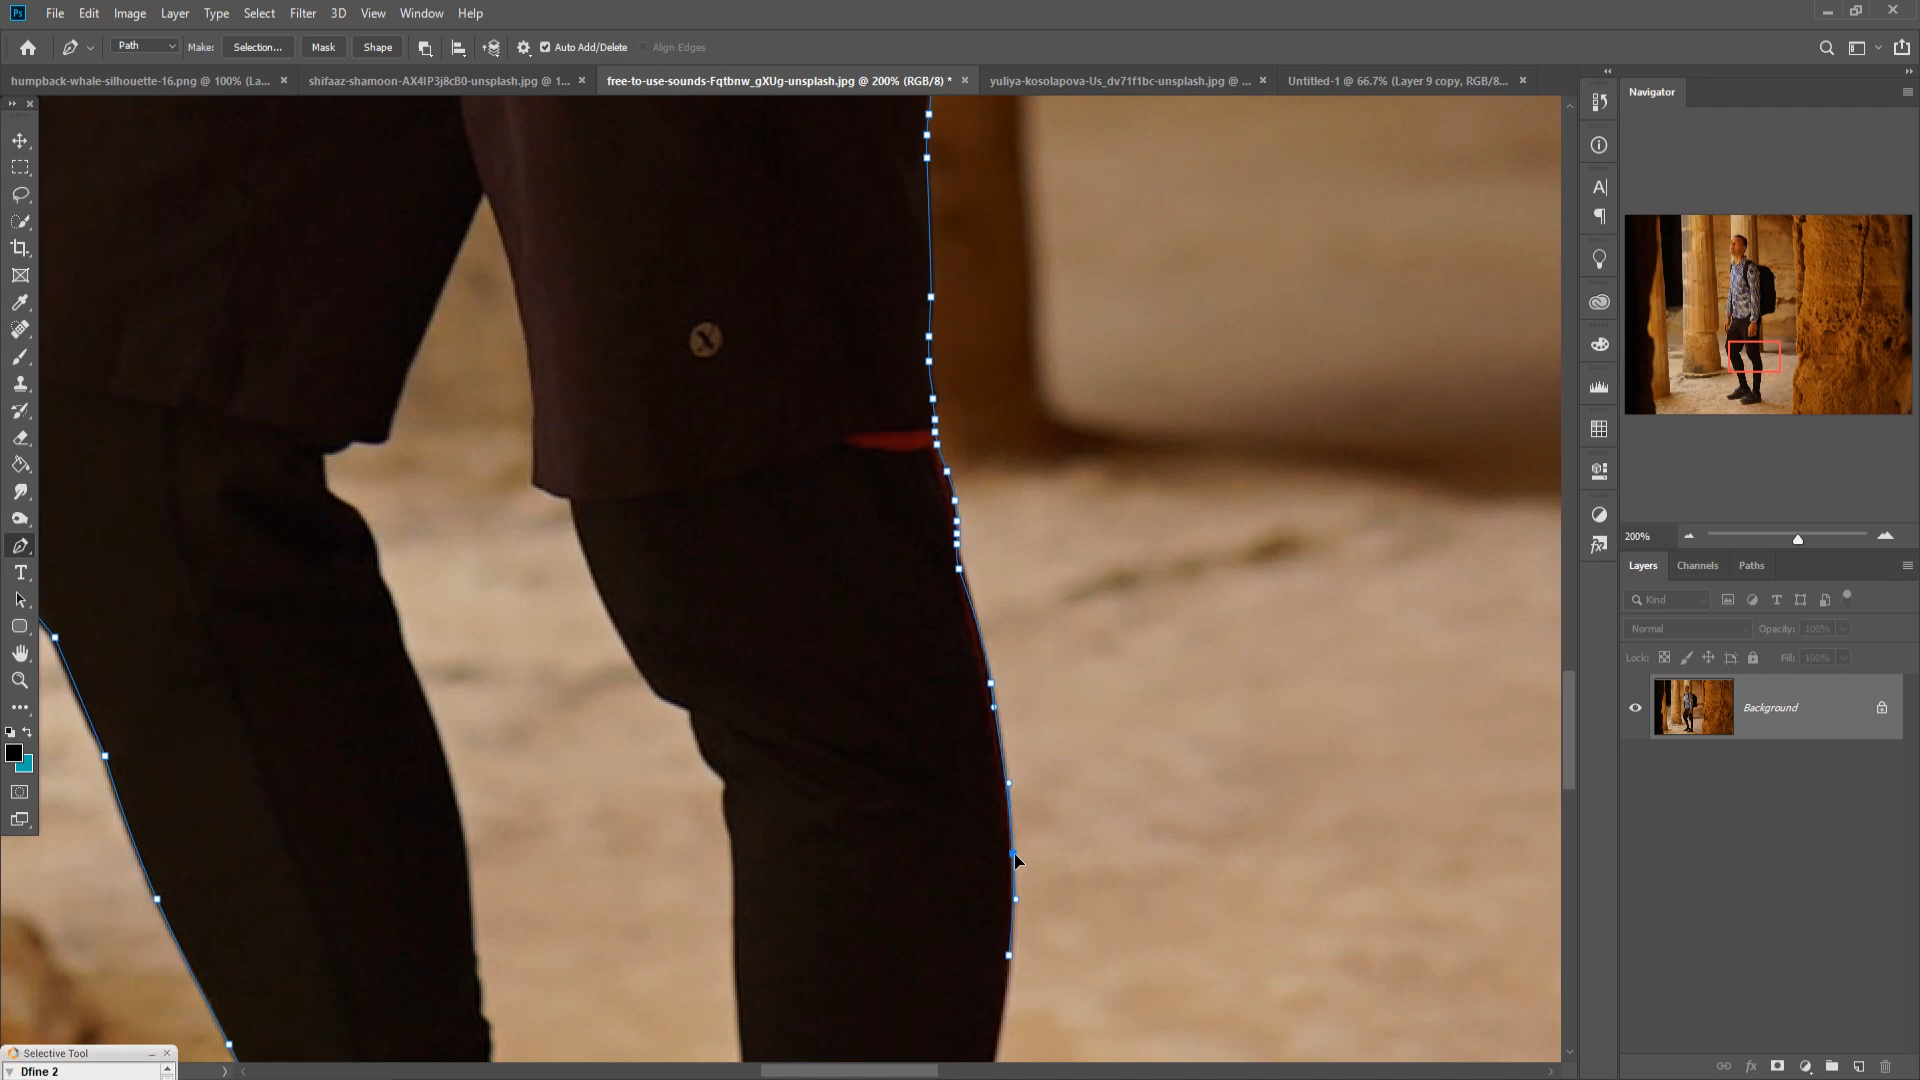 Ps File Edit Image Layer Type Select Filter 3D View Window Help
Path Make: Selection... Mask Shape Auto Add/Delete Align Edges
humpback-whale-silhouette-16.png @ 100% (La... shifaaz-shamoon-AX4IP3j8cB0-unsplash.jpg @ 1... free-to-use-sounds-Fqtbnw_gXUg-unsplash.jpg @ 200% (RGB/8) * yuliya-kosolapova-Us_dv71f1bc-unsplash.jpg @ ... Untitled-1 @ 66.7% (Layer 9 copy, RGB/8...
Navigator
200%
Layers Channels Paths
Kind
Normal Opacity: 100%
Lock: Fill: 100%
Background
Selective Tool
Dfine 2